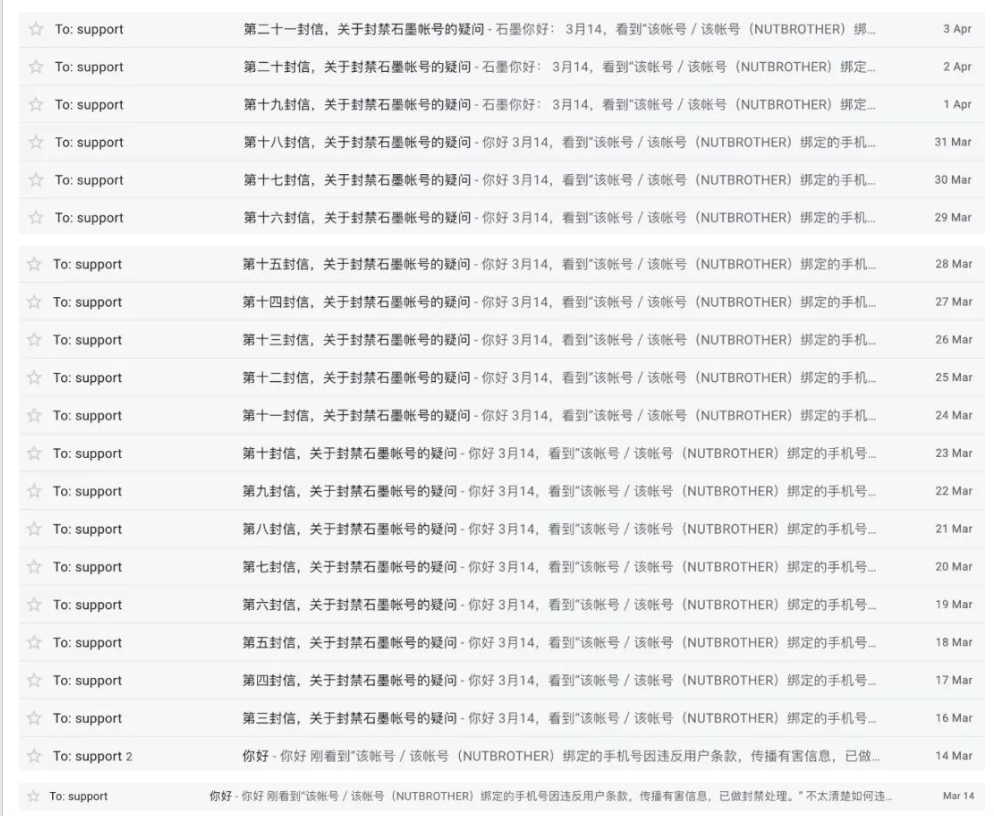 To: support 第二十一封信，关于封禁石墨帐号的疑问 - 石墨你好： 3月14，看到“该帐号 / 该帐号（NUTBROTHER）绑... 3 Apr
To: support 第二十封信，关于封禁石墨帐号的疑问 - 石墨你好： 3月14，看到“该帐号 / 该帐号（NUTBROTHER）绑定... 2 Apr
To: support 第十九封信，关于封禁石墨帐号的疑问 - 石墨你好： 3月14，看到“该帐号 / 该帐号（NUTBROTHER）绑定... 1 Apr
To: support 第十八封信，关于封禁石墨帐号的疑问 - 你好 3月14，看到“该帐号 / 该帐号（NUTBROTHER）绑定的手机... 31 Mar
To: support 第十七封信，关于封禁石墨帐号的疑问 - 你好 3月14，看到“该帐号 / 该帐号（NUTBROTHER）绑定的手机... 30 Mar
To: support 第十六封信，关于封禁石墨帐号的疑问 - 你好 3月14，看到“该帐号 / 该帐号（NUTBROTHER）绑定的手机... 29 Mar
To: support 第十五封信，关于封禁石墨帐号的疑问 - 你好 3月14，看到“该帐号 / 该帐号（NUTBROTHER）绑定的手机... 28 Mar
To: support 第十四封信，关于封禁石墨帐号的疑问 - 你好 3月14，看到“该帐号 / 该帐号（NUTBROTHER）绑定的手机... 27 Mar
To: support 第十三封信，关于封禁石墨帐号的疑问 - 你好 3月14，看到“该帐号 / 该帐号（NUTBROTHER）绑定的手机... 26 Mar
To: support 第十二封信，关于封禁石墨帐号的疑问 - 你好 3月14，看到“该帐号 / 该帐号（NUTBROTHER）绑定的手机... 25 Mar
To: support 第十一封信，关于封禁石墨帐号的疑问 - 你好 3月14，看到“该帐号 / 该帐号（NUTBROTHER）绑定的手机... 24 Mar
To: support 第十封信，关于封禁石墨帐号的疑问 - 你好 3月14，看到“该帐号 / 该帐号（NUTBROTHER）绑定的手机号... 23 Mar
To: support 第九封信，关于封禁石墨帐号的疑问 - 你好 3月14，看到“该帐号 / 该帐号（NUTBROTHER）绑定的手机号... 22 Mar
To: support 第八封信，关于封禁石墨帐号的疑问 - 你好 3月14，看到“该帐号 / 该帐号（NUTBROTHER）绑定的手机号... 21 Mar
To: support 第七封信，关于封禁石墨帐号的疑问 - 你好 3月14，看到“该帐号 / 该帐号（NUTBROTHER）绑定的手机号... 20 Mar
To: support 第六封信，关于封禁石墨帐号的疑问 - 你好 3月14，看到“该帐号 / 该帐号（NUTBROTHER）绑定的手机号... 19 Mar
To: support 第五封信，关于封禁石墨帐号的疑问 - 你好 3月14，看到“该帐号 / 该帐号（NUTBROTHER）绑定的手机号... 18 Mar
To: support 第四封信，关于封禁石墨帐号的疑问 - 你好 3月14，看到“该帐号 / 该帐号（NUTBROTHER）绑定的手机号... 17 Mar
To: support 第三封信，关于封禁石墨帐号的疑问 - 你好 3月14，看到“该帐号 / 该帐号（NUTBROTHER）绑定的手机号... 16 Mar
To: support 2 你好 - 你好 刚看到“该帐号 / 该帐号（NUTBROTHER）绑定的手机号因违反用户条款，传播有害信息，已做... 14 Mar
To: support 你好 - 你好 刚看到“该帐号 / 该帐号（NUTBROTHER）绑定的手机号因违反用户条款，传播有害信息，已做封禁处理。” 不太清楚如何违... Mar 14